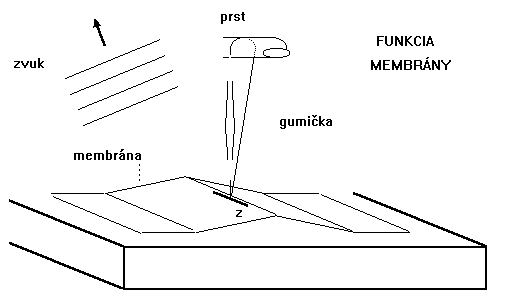 prst
FUNKCIA
MEMBRÁNY
zvuk
gumička
membrána
z